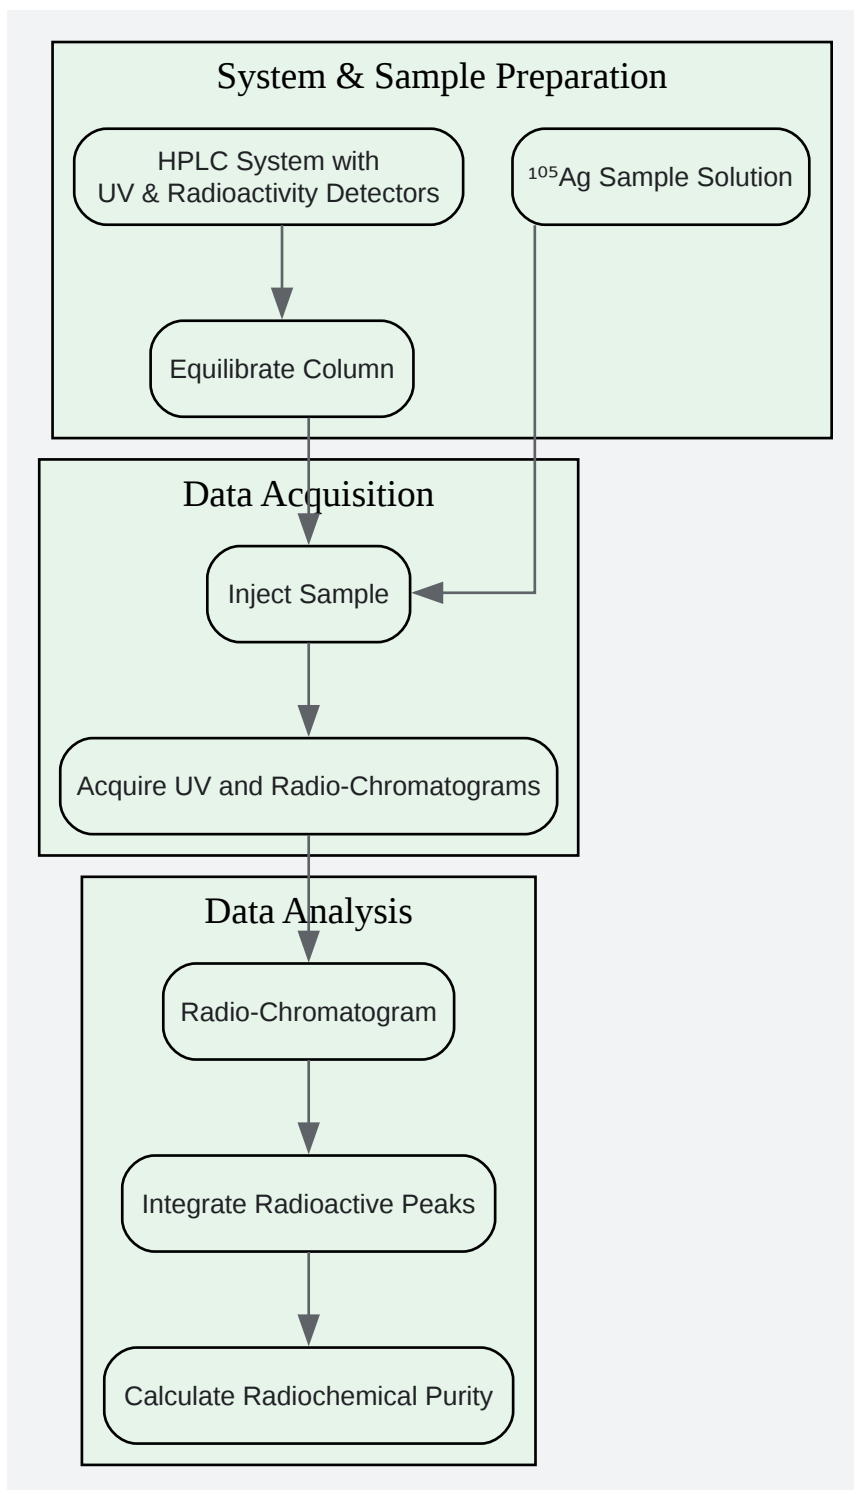 System & Sample Preparation
HPLC System with
UV & Radioactivity Detectors
¹⁰⁵Ag Sample Solution
Equilibrate Column
Data Acquisition
Inject Sample
Acquire UV and Radio-Chromatograms
Data Analysis
Radio-Chromatogram
Integrate Radioactive Peaks
Calculate Radiochemical Purity